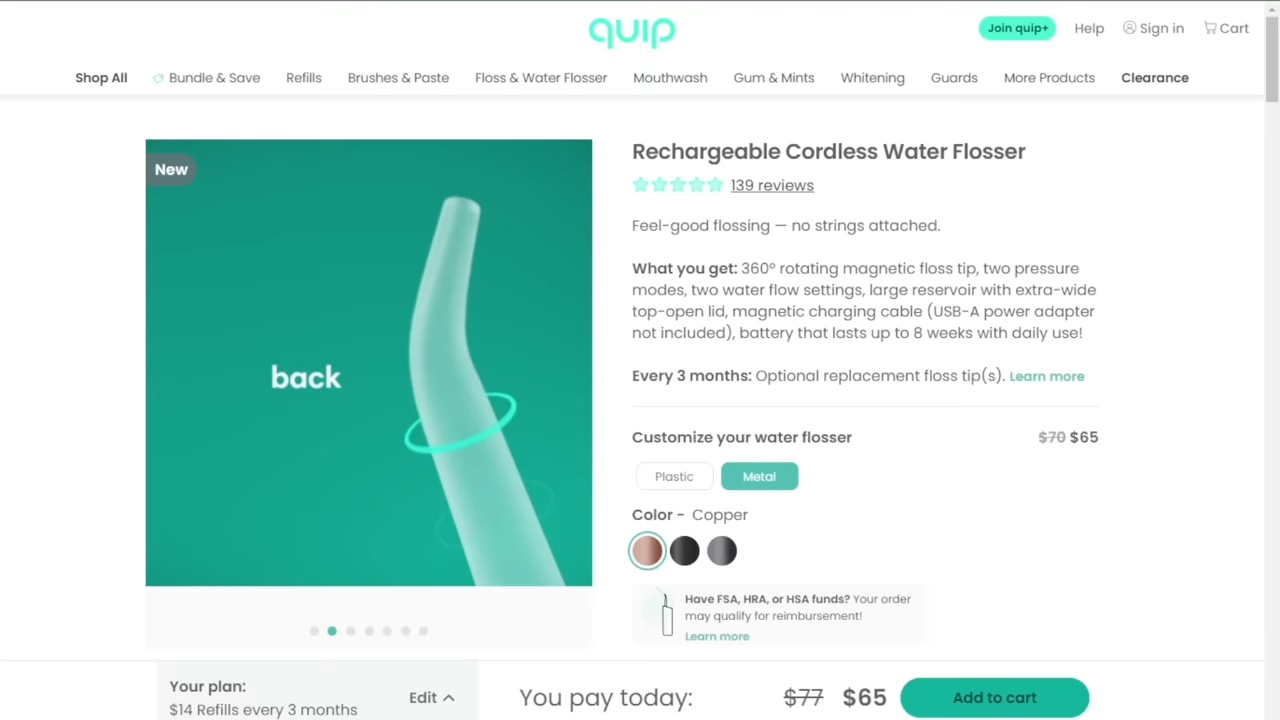 quip
Join quip+
Help
Sign in
Cart
Shop All
Bundle & Save
Refills
Brushes & Paste
Floss & Water Flosser
Mouthwash
Gum & Mints
Whitening
Guards
More Products
Clearance
New
back
Rechargeable Cordless Water Flosser
139 reviews
Feel-good flossing — no strings attached.
What you get: 360º rotating magnetic floss tip, two pressure
modes, two water flow settings, large reservoir with extra-wide
top-open lid, magnetic charging cable (USB-A power adapter
not included), battery that lasts up to 8 weeks with daily use!
Every 3 months: Optional replacement floss tip(s). Learn more
Customize your water flosser
$70 $65
Plastic
Metal
Color - Copper
Have FSA, HRA, or HSA funds? Your order
may qualify for reimbursement!
Learn more
Your plan:
$14 Refills every 3 months
Edit
You pay today:
$77 $65
Add to cart